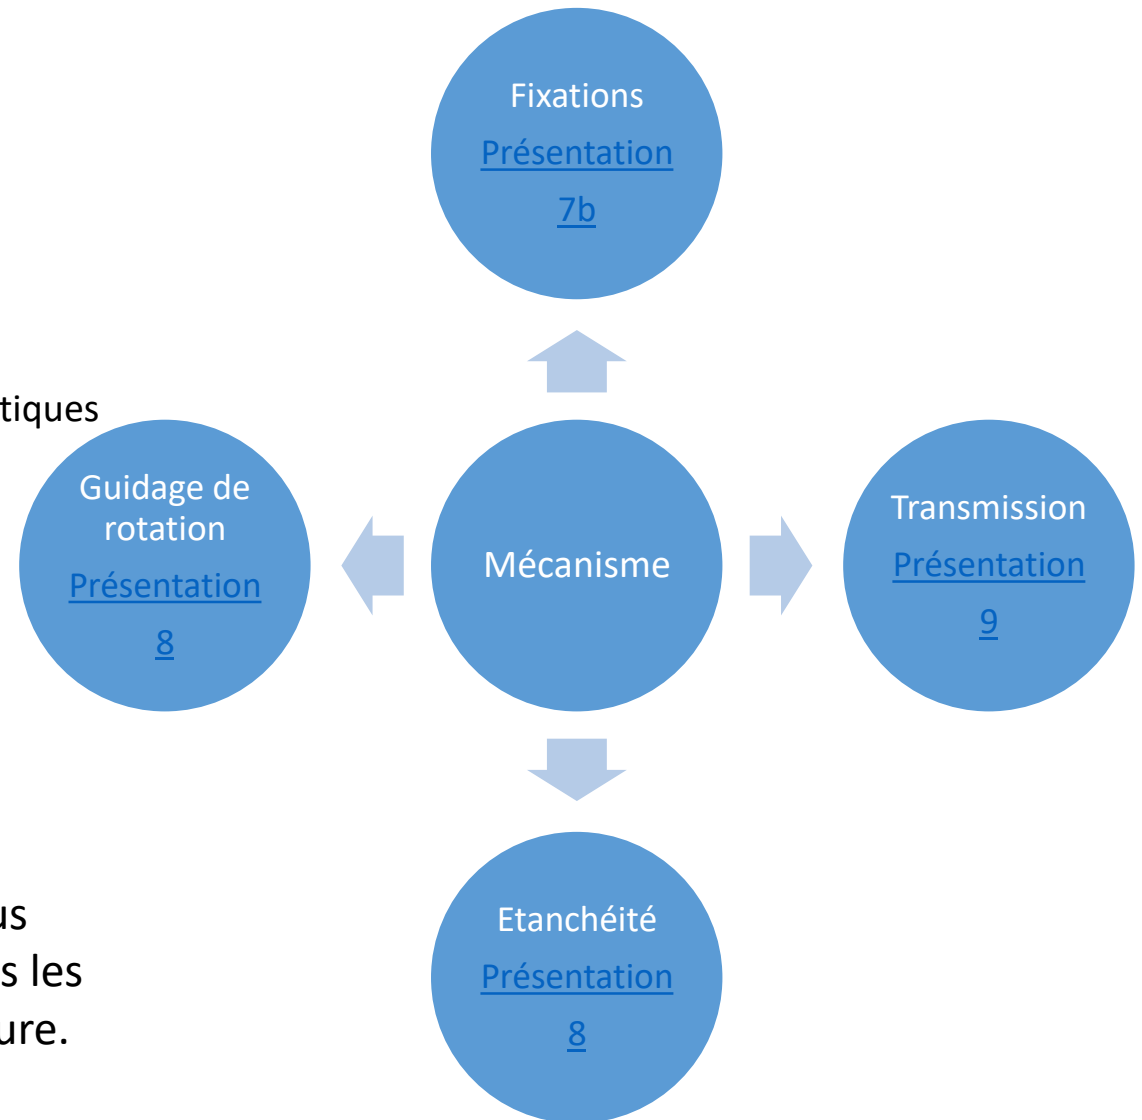 Fixations
Présentation
7b
tiques
Guidage de
rotation
Présentation
8
Mécanisme
Transmission
Présentation
9
us
s les
ure.
Etanchéité
Présentation
8